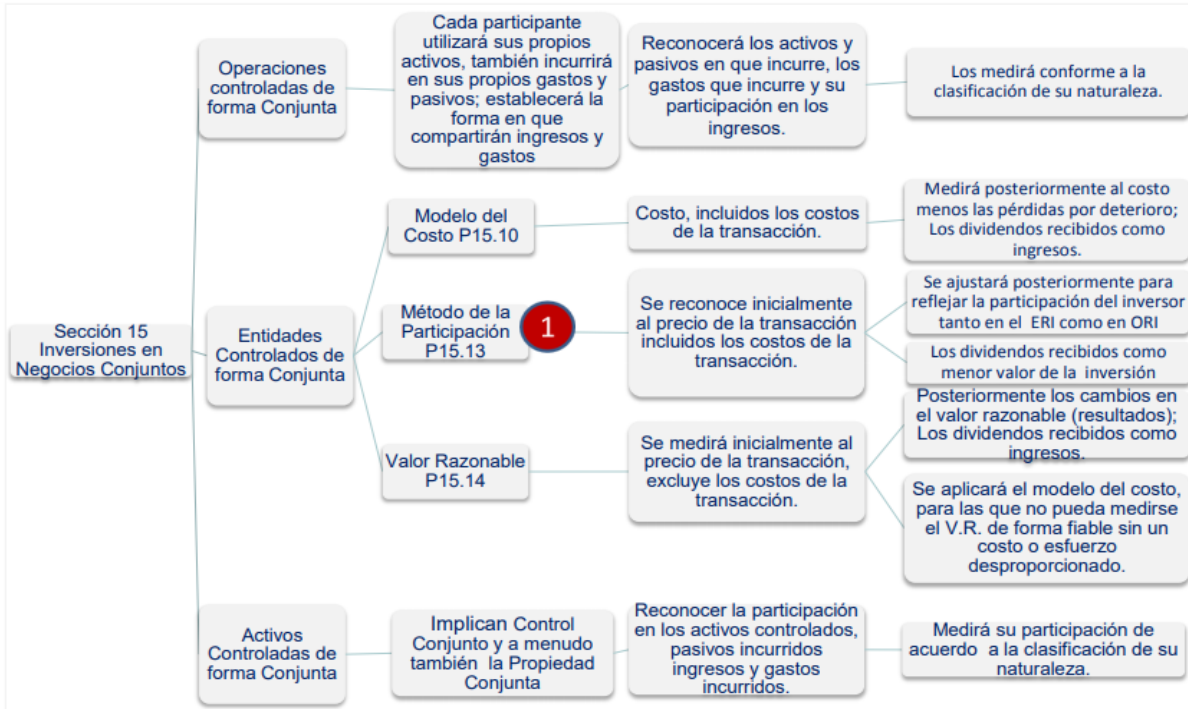 Sección 15
Inversiones en
Negocios Conjuntos
Operaciones
controladas de
forma Conjunta
Cada participante
utilizará sus propios
activos, también incurrirá
en sus propios gastos y
pasivos; establecerá la
forma en que
compartirán ingresos y
gastos
Reconocerá los activos y
pasivos en que incurre, los
gastos que incurre y su
participación en los
ingresos.
Los medirá conforme a la
clasificación de su naturaleza.
Entidades
Controlados de
forma Conjunta
Modelo del
Costo P15.10
Costo, incluidos los costos
de la transacción.
Medirá posteriormente al costo
menos las pérdidas por deterioro;
Los dividendos recibidos como
ingresos.
Método de la
Participación
P15.13
1
Se reconoce inicialmente
al precio de la transacción
incluidos los costos de la
transacción.
Se ajustará posteriormente para
reflejar la participación del inversor
tanto en el ERI como en ORI
Los dividendos recibidos como
menor valor de la inversión
Valor Razonable
P15.14
Se medirá inicialmente al
precio de la transacción,
excluye los costos de la
transacción.
Posteriormente los cambios en
el valor razonable (resultados);
Los dividendos recibidos como
ingresos.
Se aplicará el modelo del costo,
para las que no pueda medirse
el V.R. de forma fiable sin un
costo o esfuerzo
desproporcionado.
Activos
Controladas de
forma Conjunta
Implican Control
Conjunto y a menudo
también la Propiedad
Conjunta
Reconocer la participación
en los activos controlados,
pasivos incurridos
ingresos y gastos
incurridos.
Medirá su participación de
acuerdo a la clasificación de su
naturaleza.